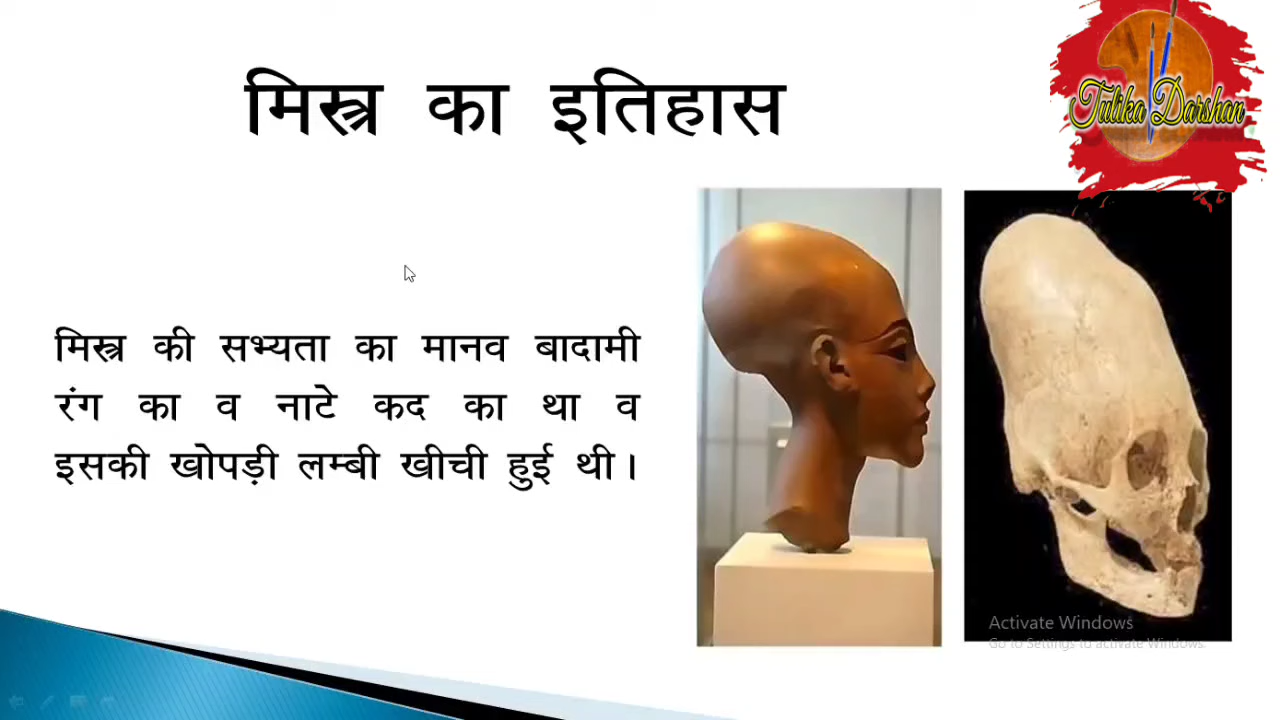 मिस्त्र का इतिहास
Tulika Darshan
मिस्त्र की सभ्यता का मानव बादामी
रंग का व नाटे कद का था व
इसकी खोपड़ी लम्बी खीची हुई थी।
Activate Windows
Go to Settings to activate Windows.